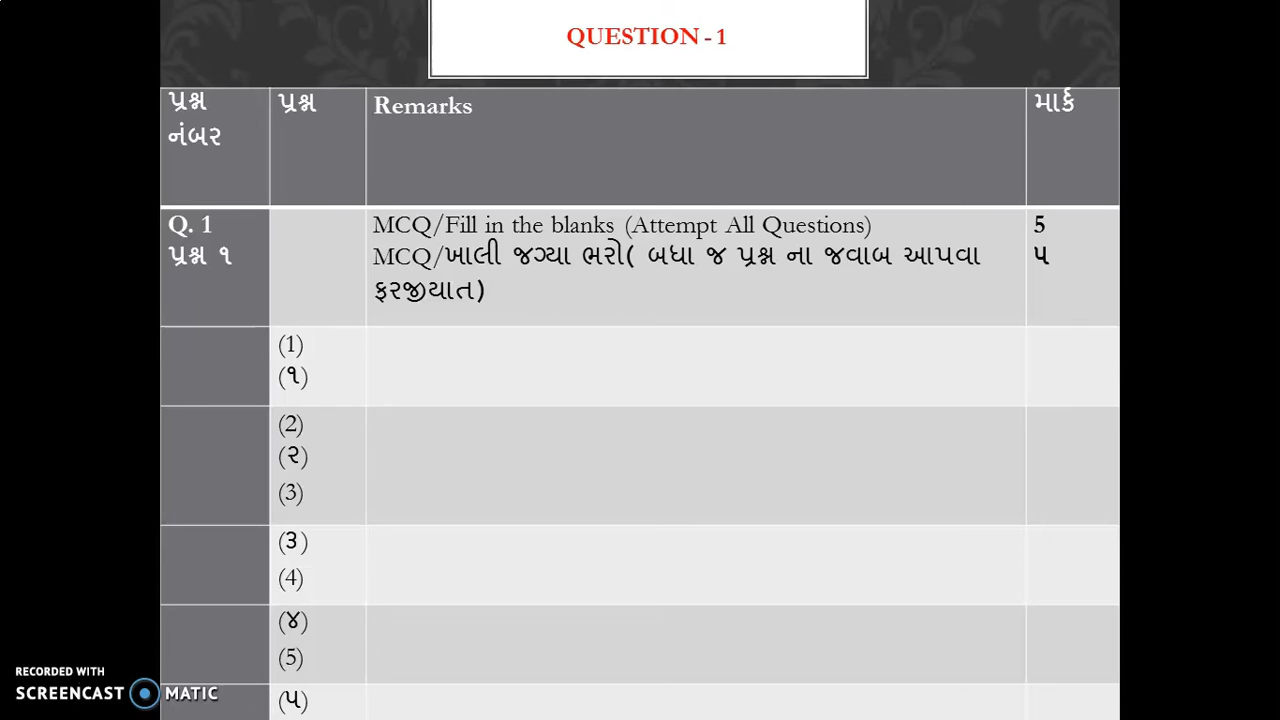 QUESTION - 1
પ્રશ્ન નંબર
પ્રશ્ન
Remarks
માર્ક
Q. 1
પ્રશ્ન ૧
MCQ/Fill in the blanks (Attempt All Questions)
MCQ/ખાલી જગ્યા ભરો( બધા જ પ્રશ્ન ના જવાબ આપવા
ફરજીયાત)
5
૫
(1)
(૧)
(2)
(૨)
(3)
(૩)
(4)
(૪)
(5)
(૫)
RECORDED WITH
SCREENCAST MATIC